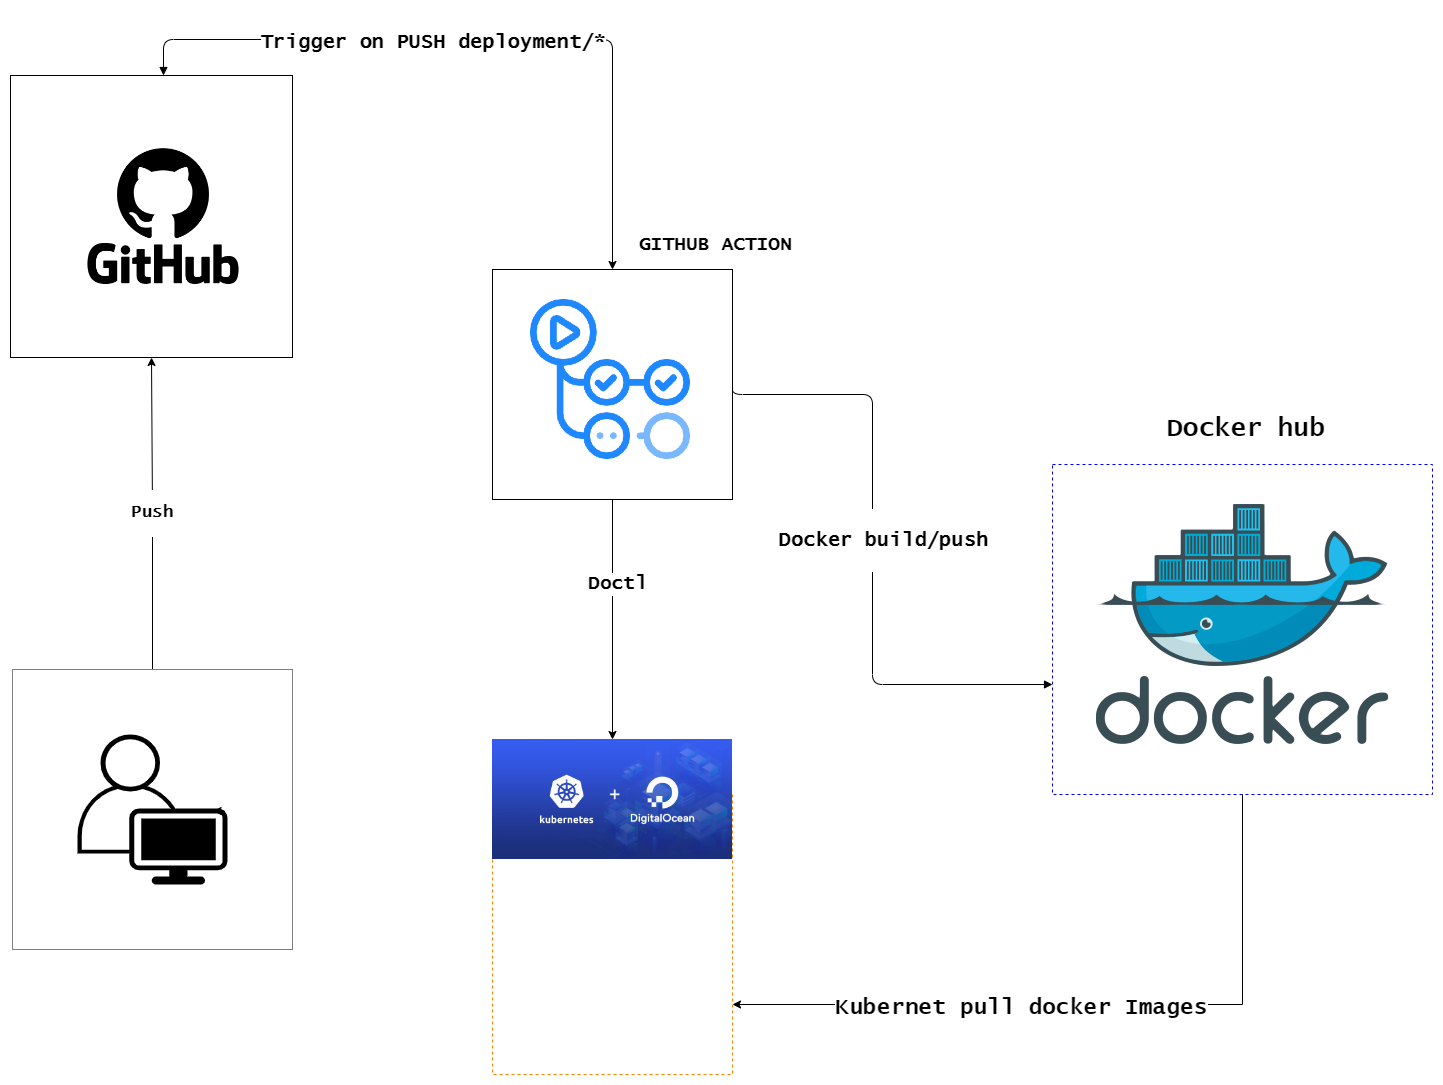 Trigger on PUSH deployment/*
GitHub
GITHUB ACTION
Docker hub
Push
Docker build/push
Doctl
docker
kubernetes
+
DigitalOcean
Kubernet pull docker Images